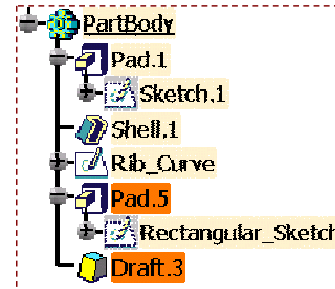 PartBody
Pad.1
Sketch.1
Shell.1
Rib_Curve
Pad.5
Rectangular_Sketch
Draft.3